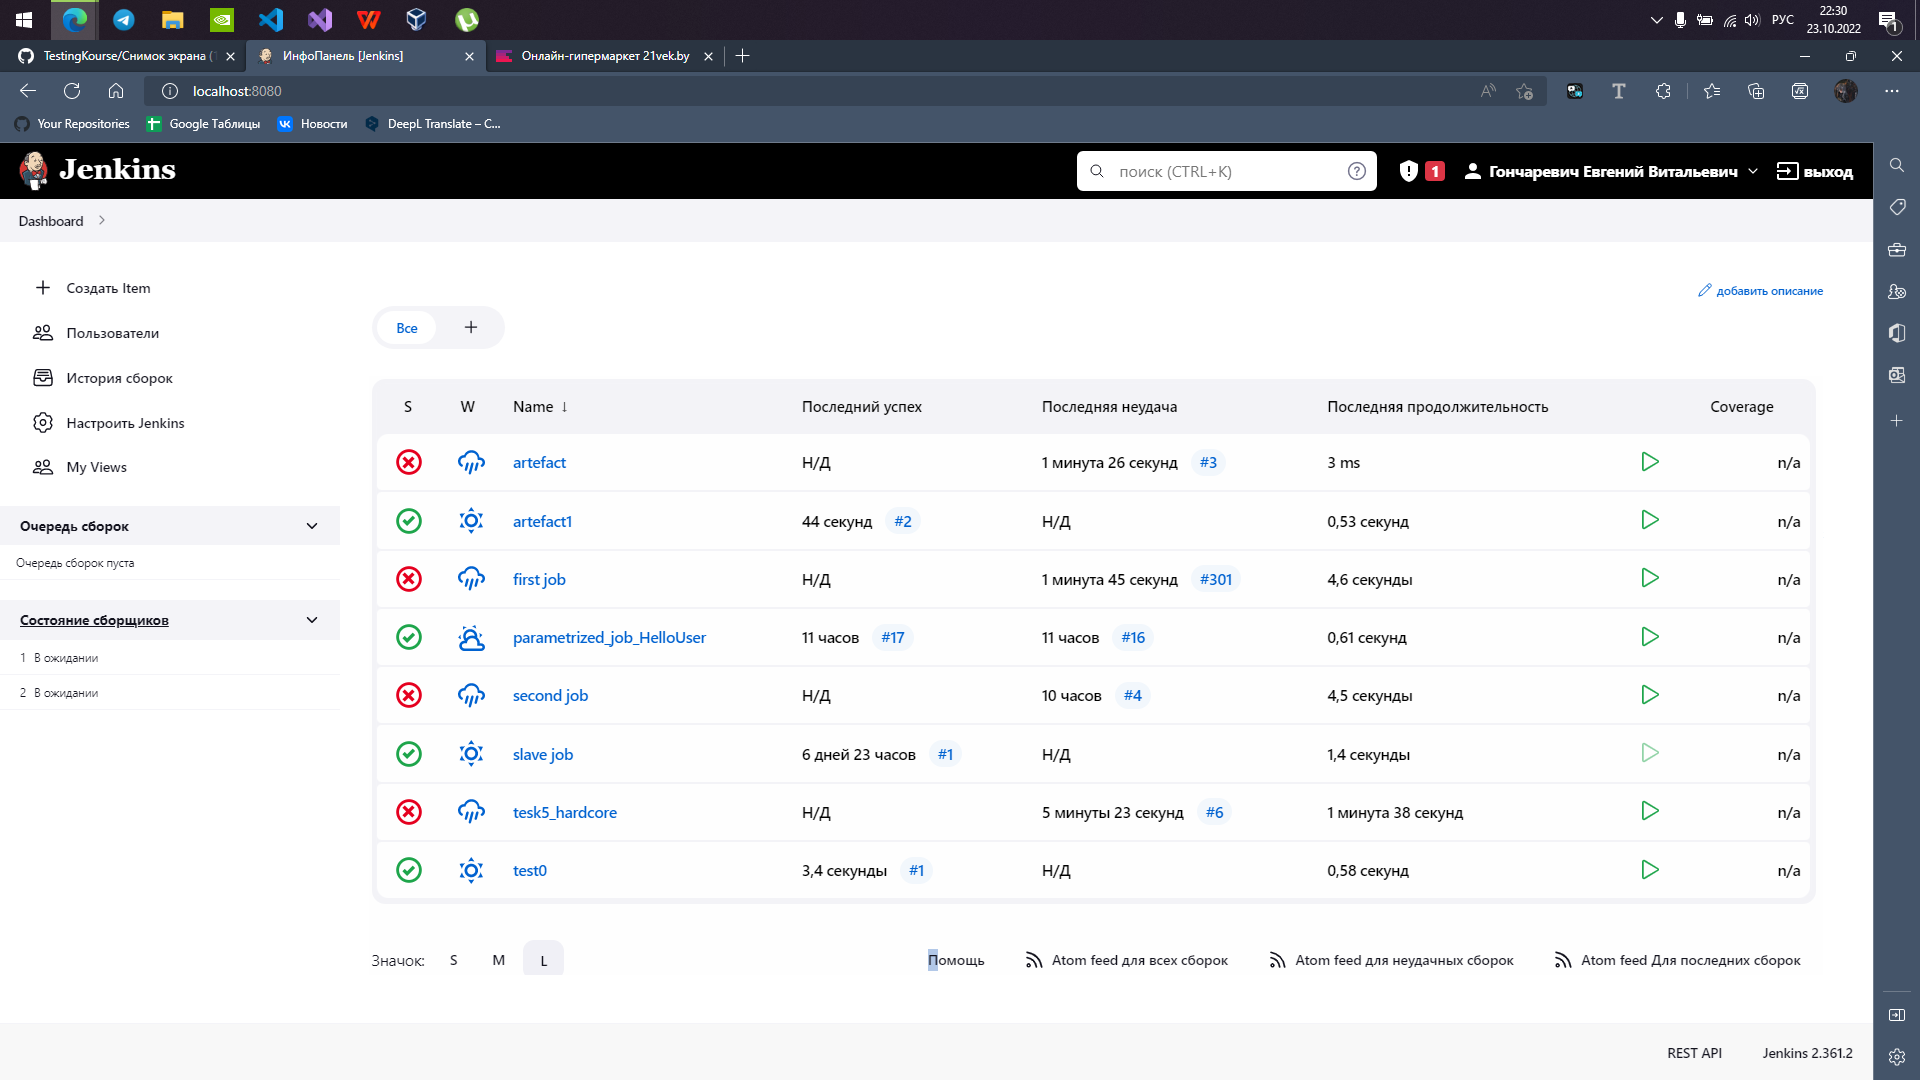 РУС
22:30
23.10.2022
1
TestingKourse/Снимок экрана (
ИнфоПанель [Jenkins]
Онлайн-гипермаркет 21vek.by
localhost:8080
Your Repositories
Google Таблицы
Новости
DeepL Translate – C...
Jenkins
поиск (CTRL+K)
1
Гончаревич Евгений Витальевич
выход
Dashboard
Создать Item
Пользователи
История сборок
Настроить Jenkins
My Views
Очередь сборок
Очередь сборок пуста
Состояние сборщиков
1 В ожидании
2 В ожидании
добавить описание
Все +
S W Name ↓ Последний успех Последняя неудача Последняя продолжительность Coverage
artefact Н/Д 1 минута 26 секунд #3 3 ms n/a
artefact1 44 секунд #2 Н/Д 0,53 секунд n/a
first job Н/Д 1 минута 45 секунд #301 4,6 секунды n/a
parametrized_job_HelloUser 11 часов #17 11 часов #16 0,61 секунд n/a
second job Н/Д 10 часов #4 4,5 секунды n/a
slave job 6 дней 23 часов #1 Н/Д 1,4 секунды n/a
tesk5_hardcore Н/Д 5 минуты 23 секунд #6 1 минута 38 секунд n/a
test0 3,4 секунды #1 Н/Д 0,58 секунд n/a
Значок: S M L
Помощь
Atom feed для всех сборок
Atom feed для неудачных сборок
Atom feed Для последних сборок
REST API
Jenkins 2.361.2